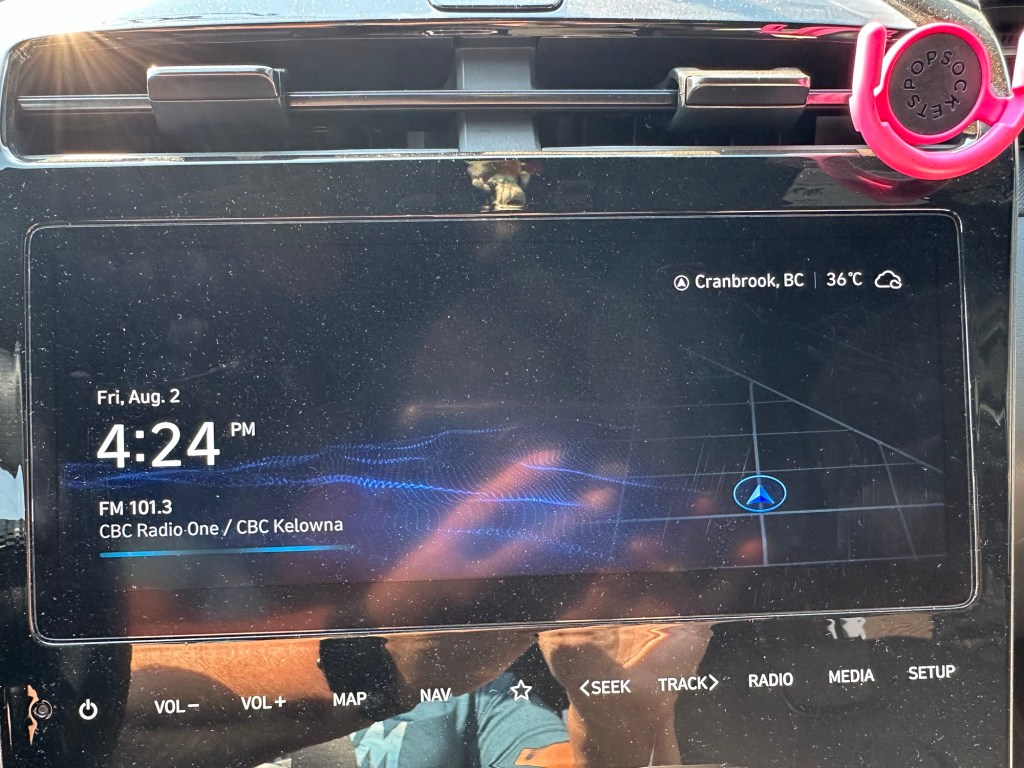 POPSOCKETS
Cranbrook, BC | 36℃
Fri, Aug. 2
4:24 PM
FM 101.3
CBC Radio One / CBC Kelowna
VOL− VOL+ MAP NAV ☆ <SEEK TRACK> RADIO MEDIA SETUP